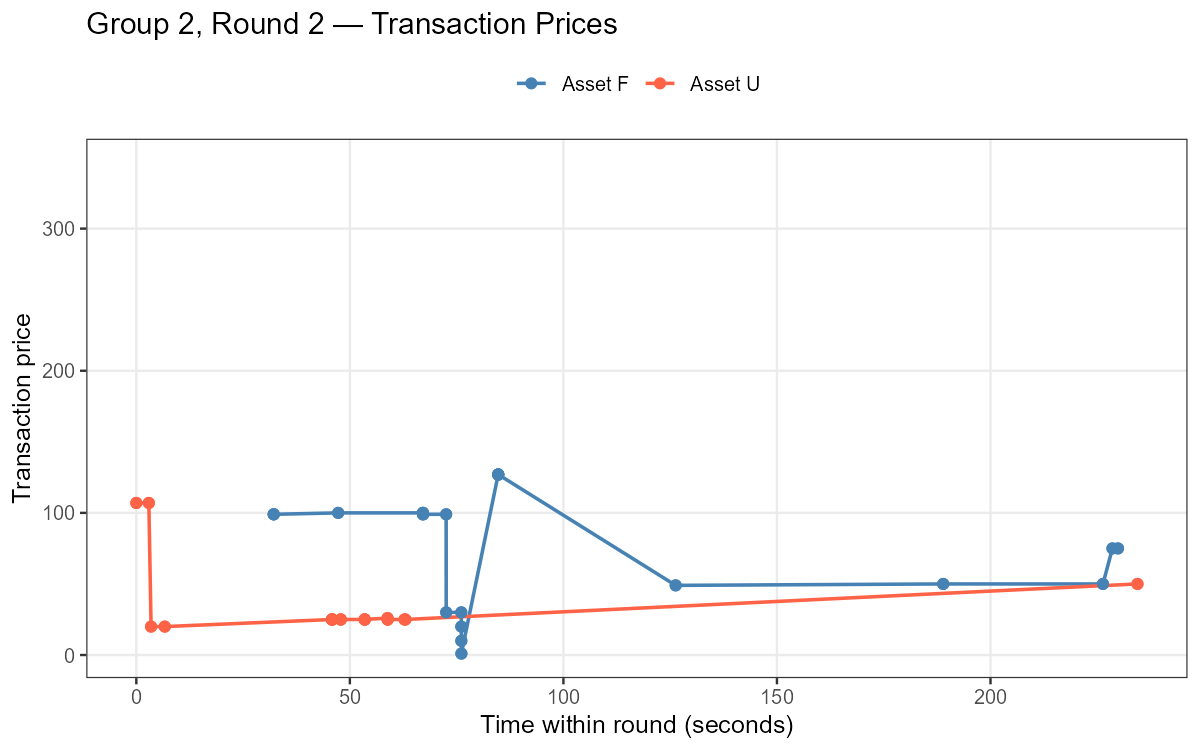 Group 2, Round 2 — Transaction Prices
Asset F
Asset U
Transaction price
300
200
100
0
0
50
100
150
200
Time within round (seconds)